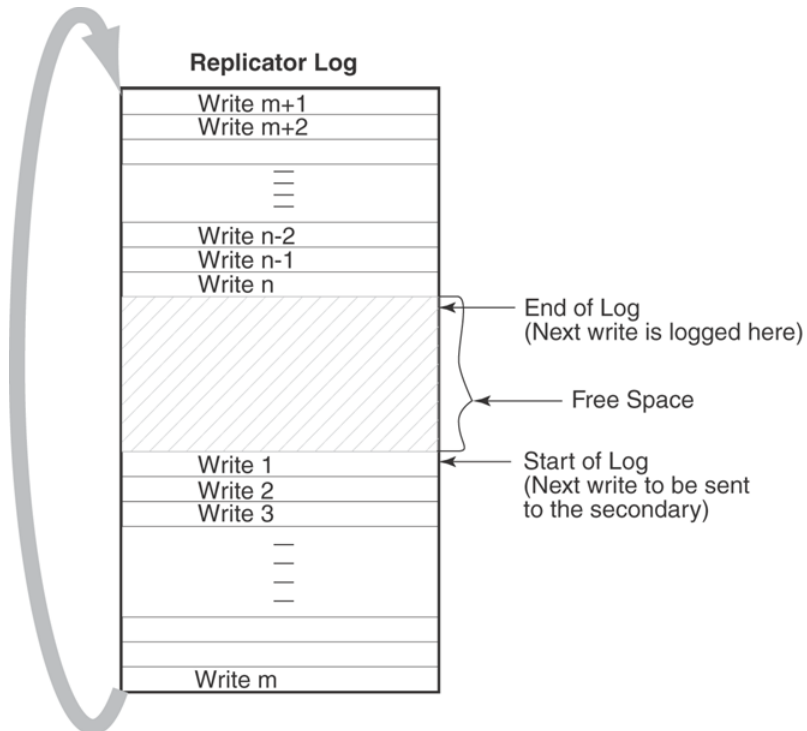 Replicator Log
Write m+1
Write m+2
Write n-2
Write n-1
Write n
End of Log
(Next write is logged here)
Free Space
Write 1
Start of Log
(Next write to be sent
to the secondary)
Write 2
Write 3
Write m